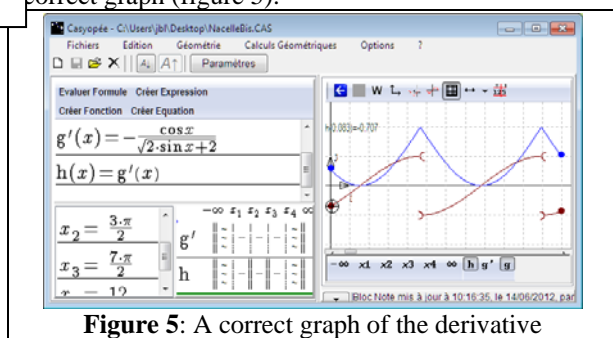 correct graph (figure 5).
Casyopée - C:\Users\jbl\Desktop\NacelleBis.CAS
Fichiers Edition Géométrie Calculs Géométriques Options ?
Paramètres
Evaluer Formule Créer Expression
Créer Fonction Créer Equation
g'(x)=-cosx/√2·sinx+2
h(x)=g'(x)
x2= 3·π/2
x3= 7·π/2
12
-∞ x1 x2 x3 x4 ∞
g'
h
W
h(0.083)=-0.707
-∞ x1 x2 x3 x4 ∞ h g' g
Bloc Note mis à jour à 10:16:35, le 14/06/2012, par
Figure 5: A correct graph of the derivative